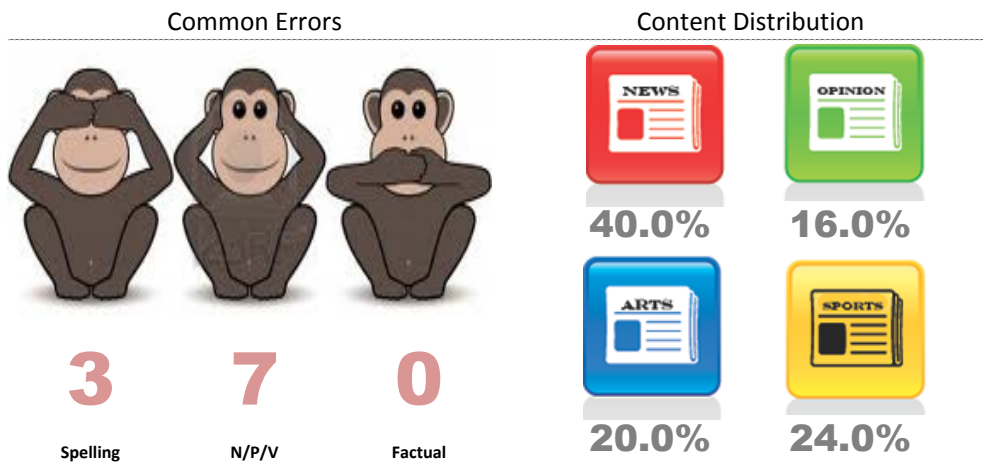 Common Errors
Content Distribution
NEWS
OPINION
40.0%
16.0%
ARTS
SPORTS
20.0%
24.0%
3
7
0
Spelling
N/P/V
Factual